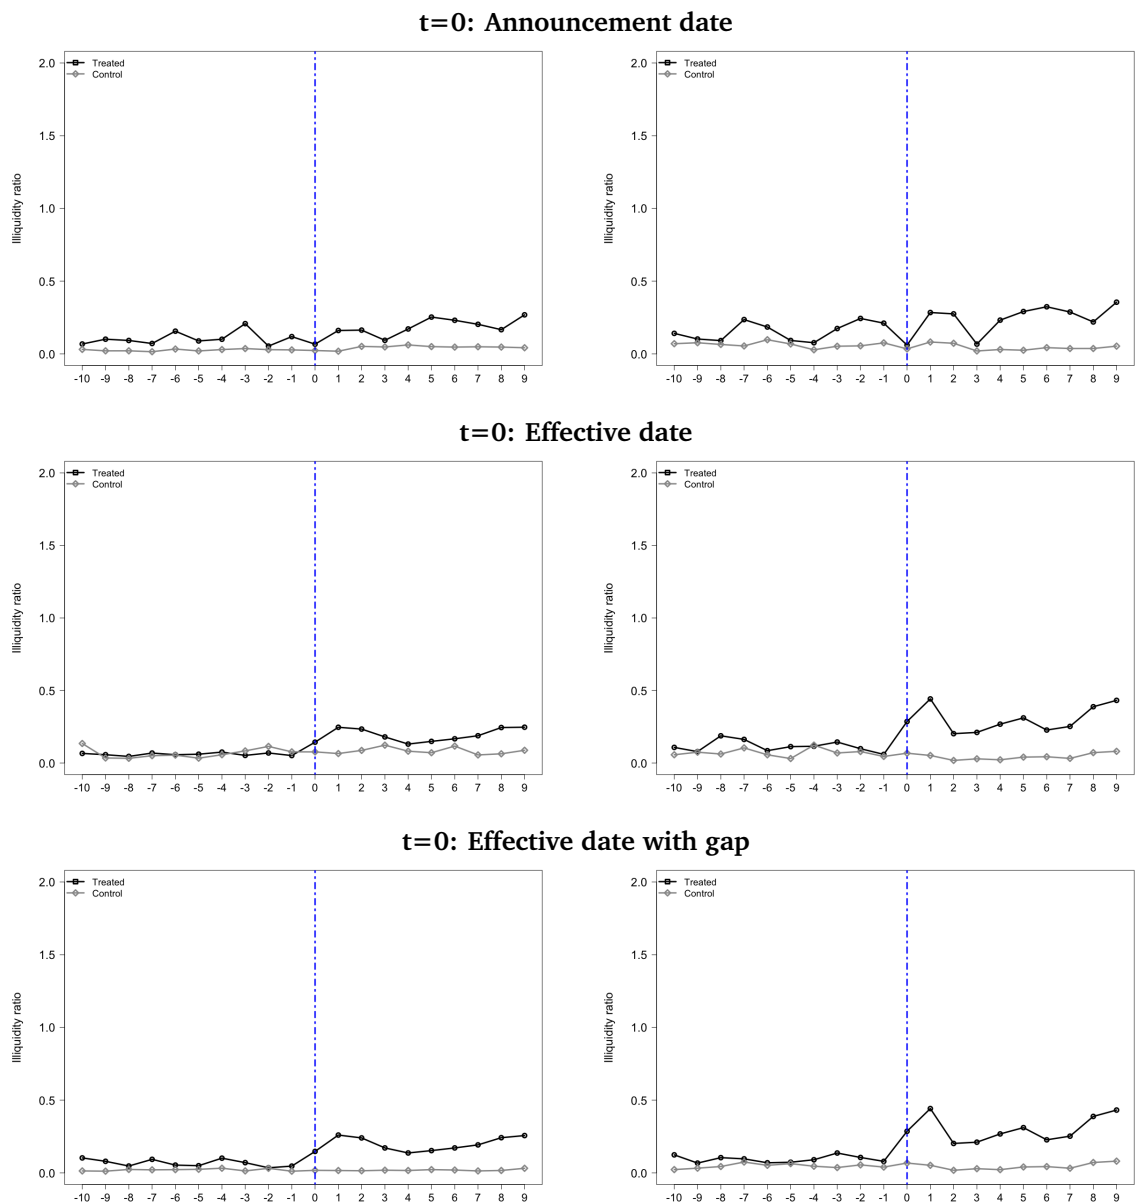 t=0: Announcement date
2.0
1.5
1.0
0.5
0.0
Illiquidity ratio
Treated
Control
-10 -9 -8 -7 -6 -5 -4 -3 -2 -1 0 1 2 3 4 5 6 7 8 9
2.0
1.5
1.0
0.5
0.0
Illiquidity ratio
Treated
Control
-10 -9 -8 -7 -6 -5 -4 -3 -2 -1 0 1 2 3 4 5 6 7 8 9
t=0: Effective date
2.0
1.5
1.0
0.5
0.0
Illiquidity ratio
Treated
Control
-10 -9 -8 -7 -6 -5 -4 -3 -2 -1 0 1 2 3 4 5 6 7 8 9
2.0
1.5
1.0
0.5
0.0
Illiquidity ratio
Treated
Control
-10 -9 -8 -7 -6 -5 -4 -3 -2 -1 0 1 2 3 4 5 6 7 8 9
t=0: Effective date with gap
2.0
1.5
1.0
0.5
0.0
Illiquidity ratio
Treated
Control
-10 -9 -8 -7 -6 -5 -4 -3 -2 -1 0 1 2 3 4 5 6 7 8 9
2.0
1.5
1.0
0.5
0.0
Illiquidity ratio
Treated
Control
-10 -9 -8 -7 -6 -5 -4 -3 -2 -1 0 1 2 3 4 5 6 7 8 9